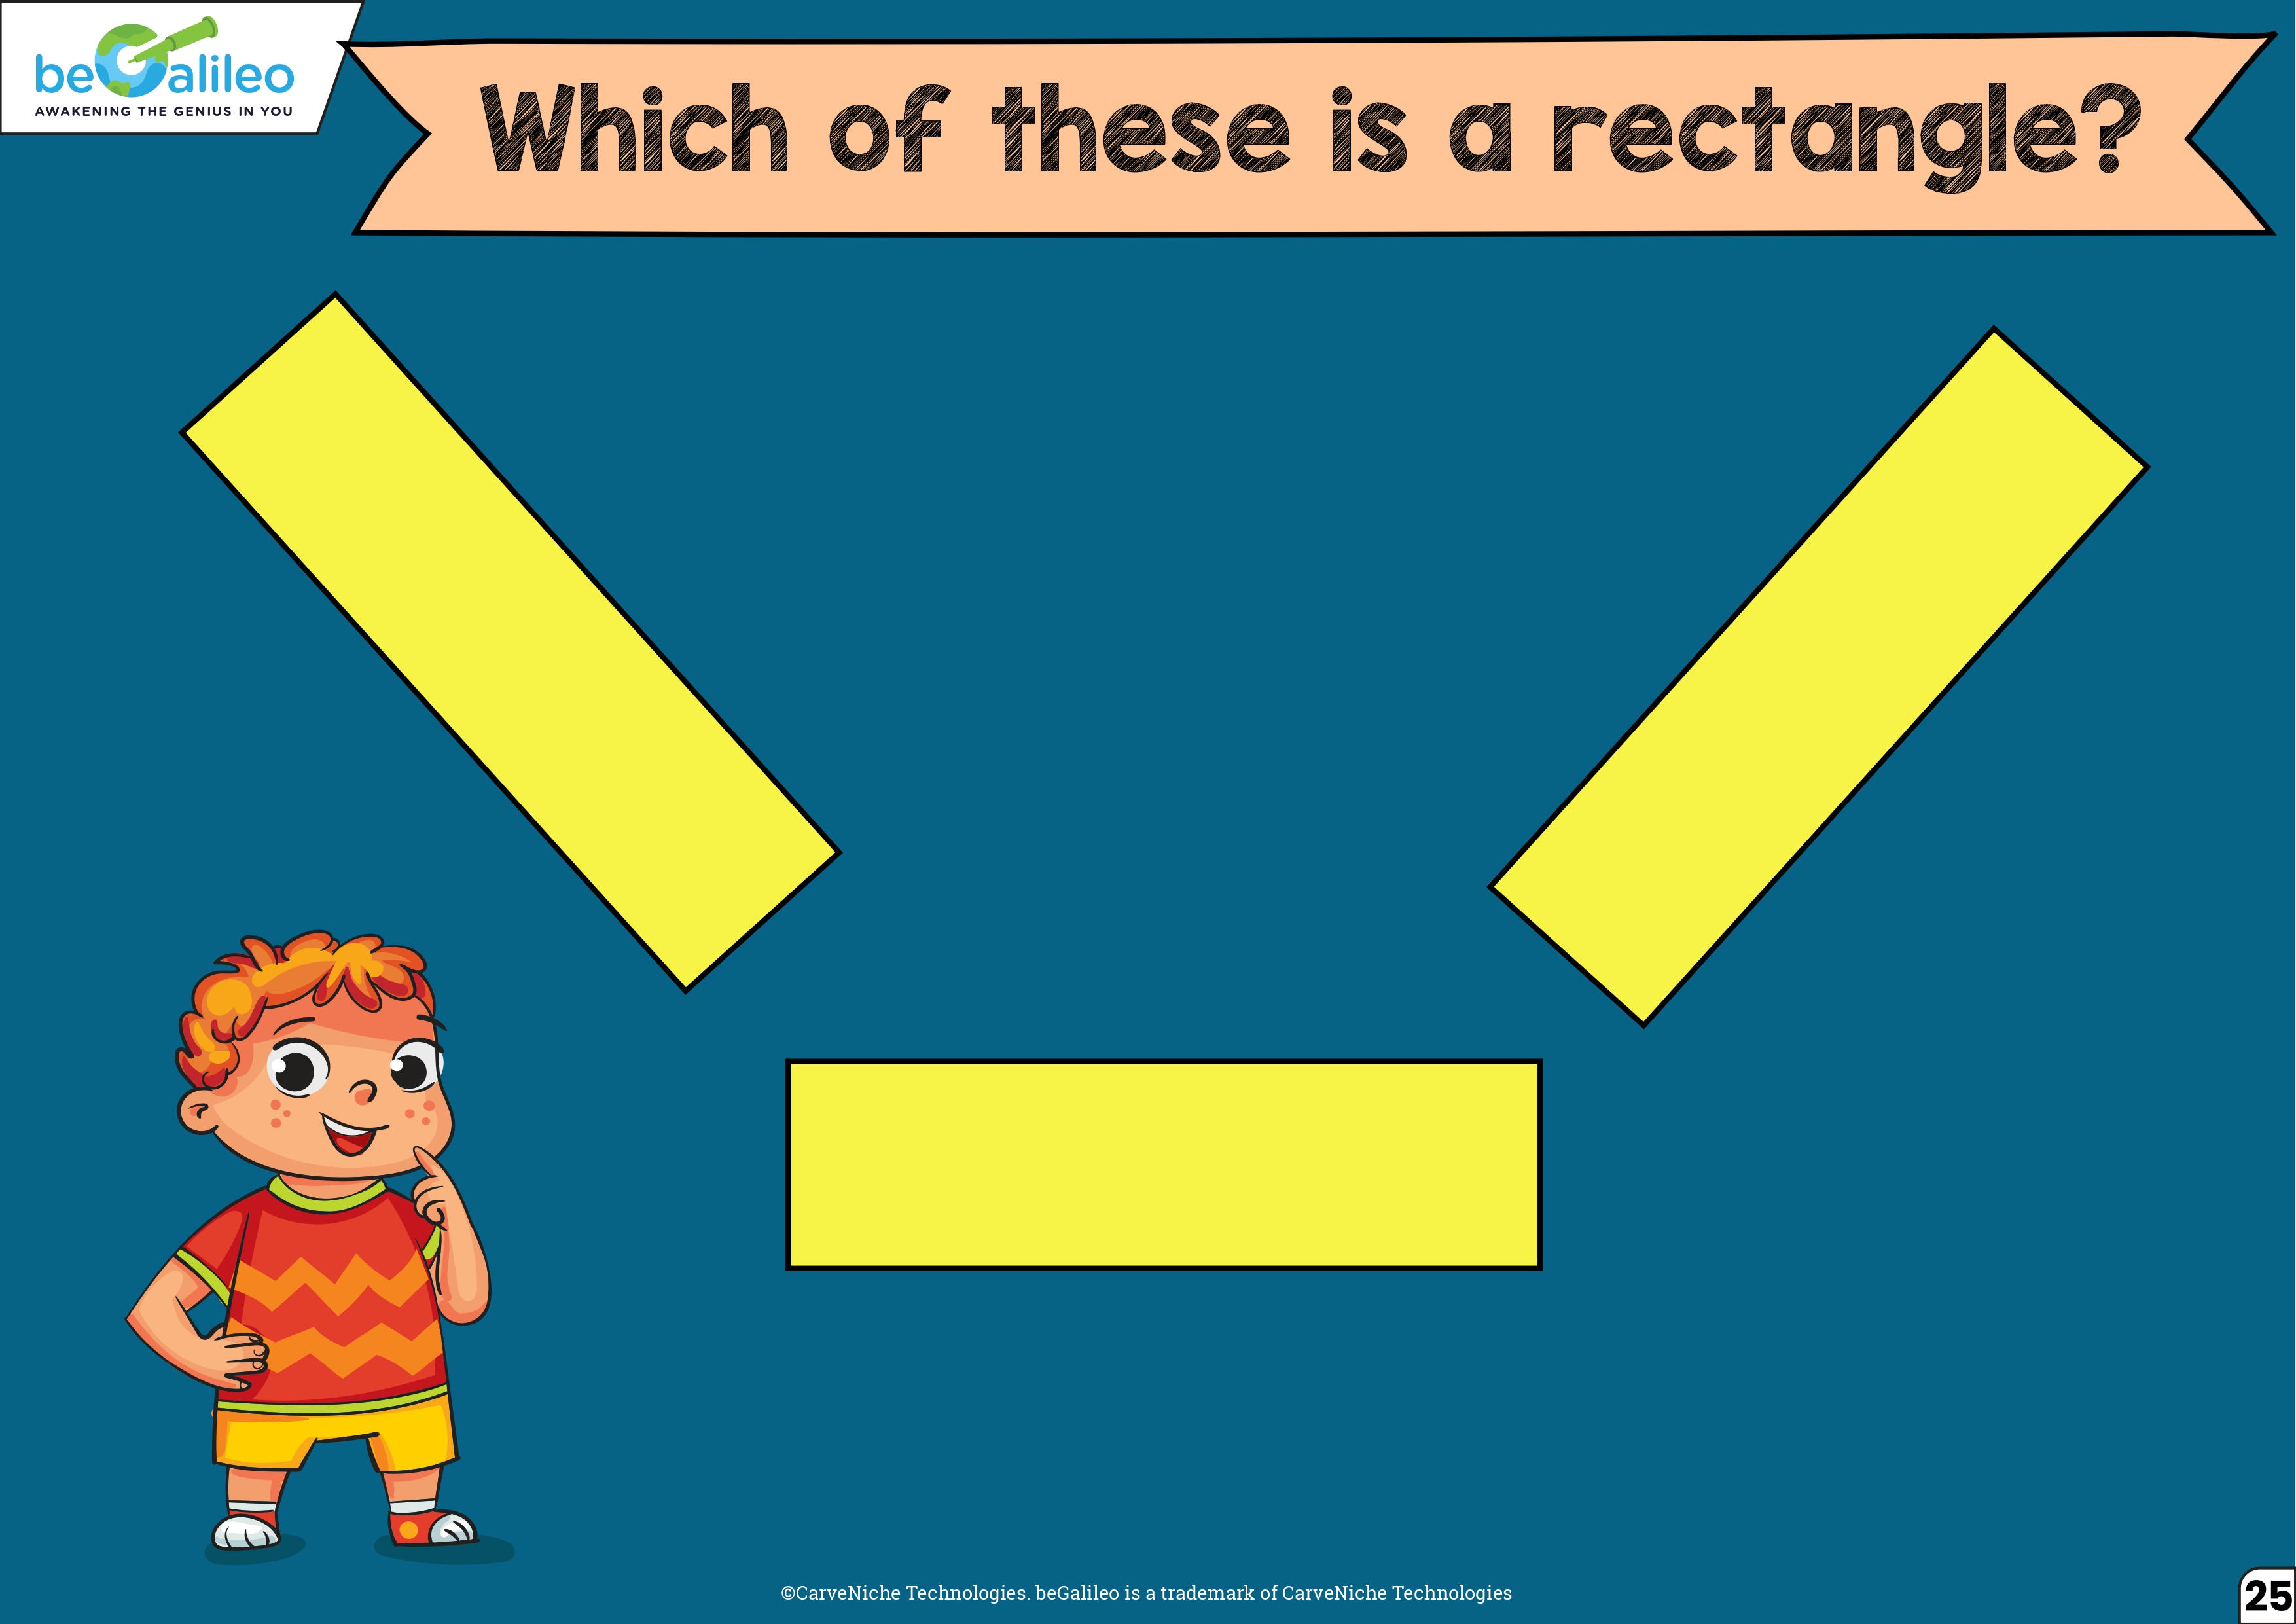 beGalileo
AWAKENING THE GENIUS IN YOU
Which of these is a rectangle?
©CarveNiche Technologies. beGalileo is a trademark of CarveNiche Technologies
25